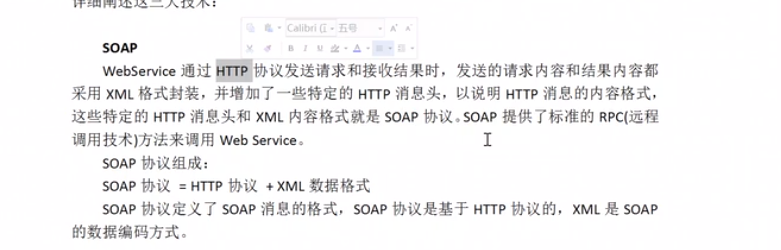 详细阐述这三大技术：
Calibri (正 五号 A A
B I U A
SOAP
WebService 通过 HTTP 协议发送请求和接收结果时，发送的请求内容和结果内容都
采用 XML 格式封装，并增加了一些特定的 HTTP 消息头，以说明 HTTP 消息的内容格式，
这些特定的 HTTP 消息头和 XML 内容格式就是 SOAP 协议。SOAP 提供了标准的 RPC(远程
调用技术)方法来调用 Web Service。
SOAP 协议组成：
SOAP 协议 = HTTP 协议 + XML 数据格式
SOAP 协议定义了 SOAP 消息的格式，SOAP 协议是基于 HTTP 协议的，XML 是 SOAP
的数据编码方式。